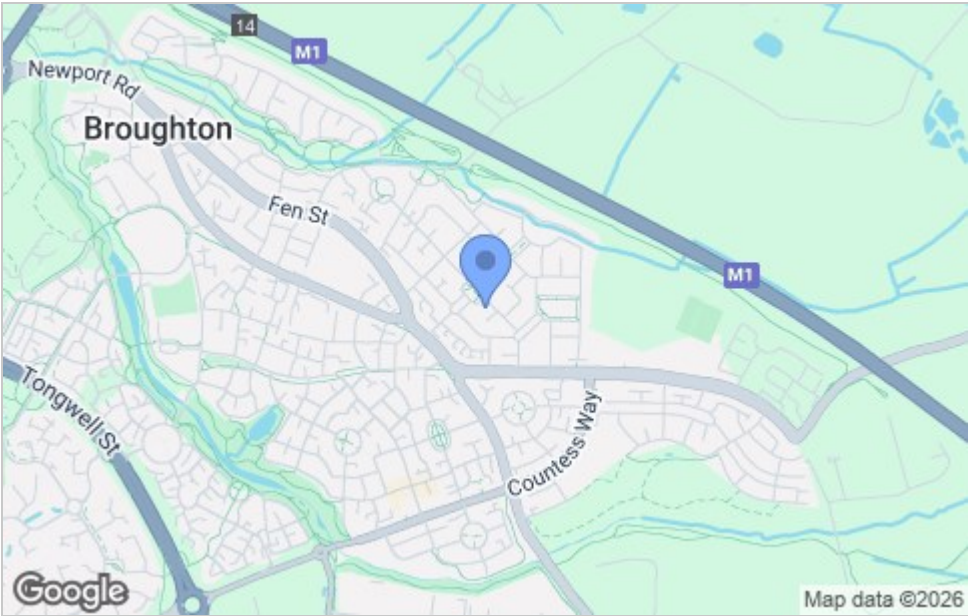 14
M1
Newport Rd
Broughton
Fen St
M1
Tongwell St
Countess Way
Google
Map data ©2026